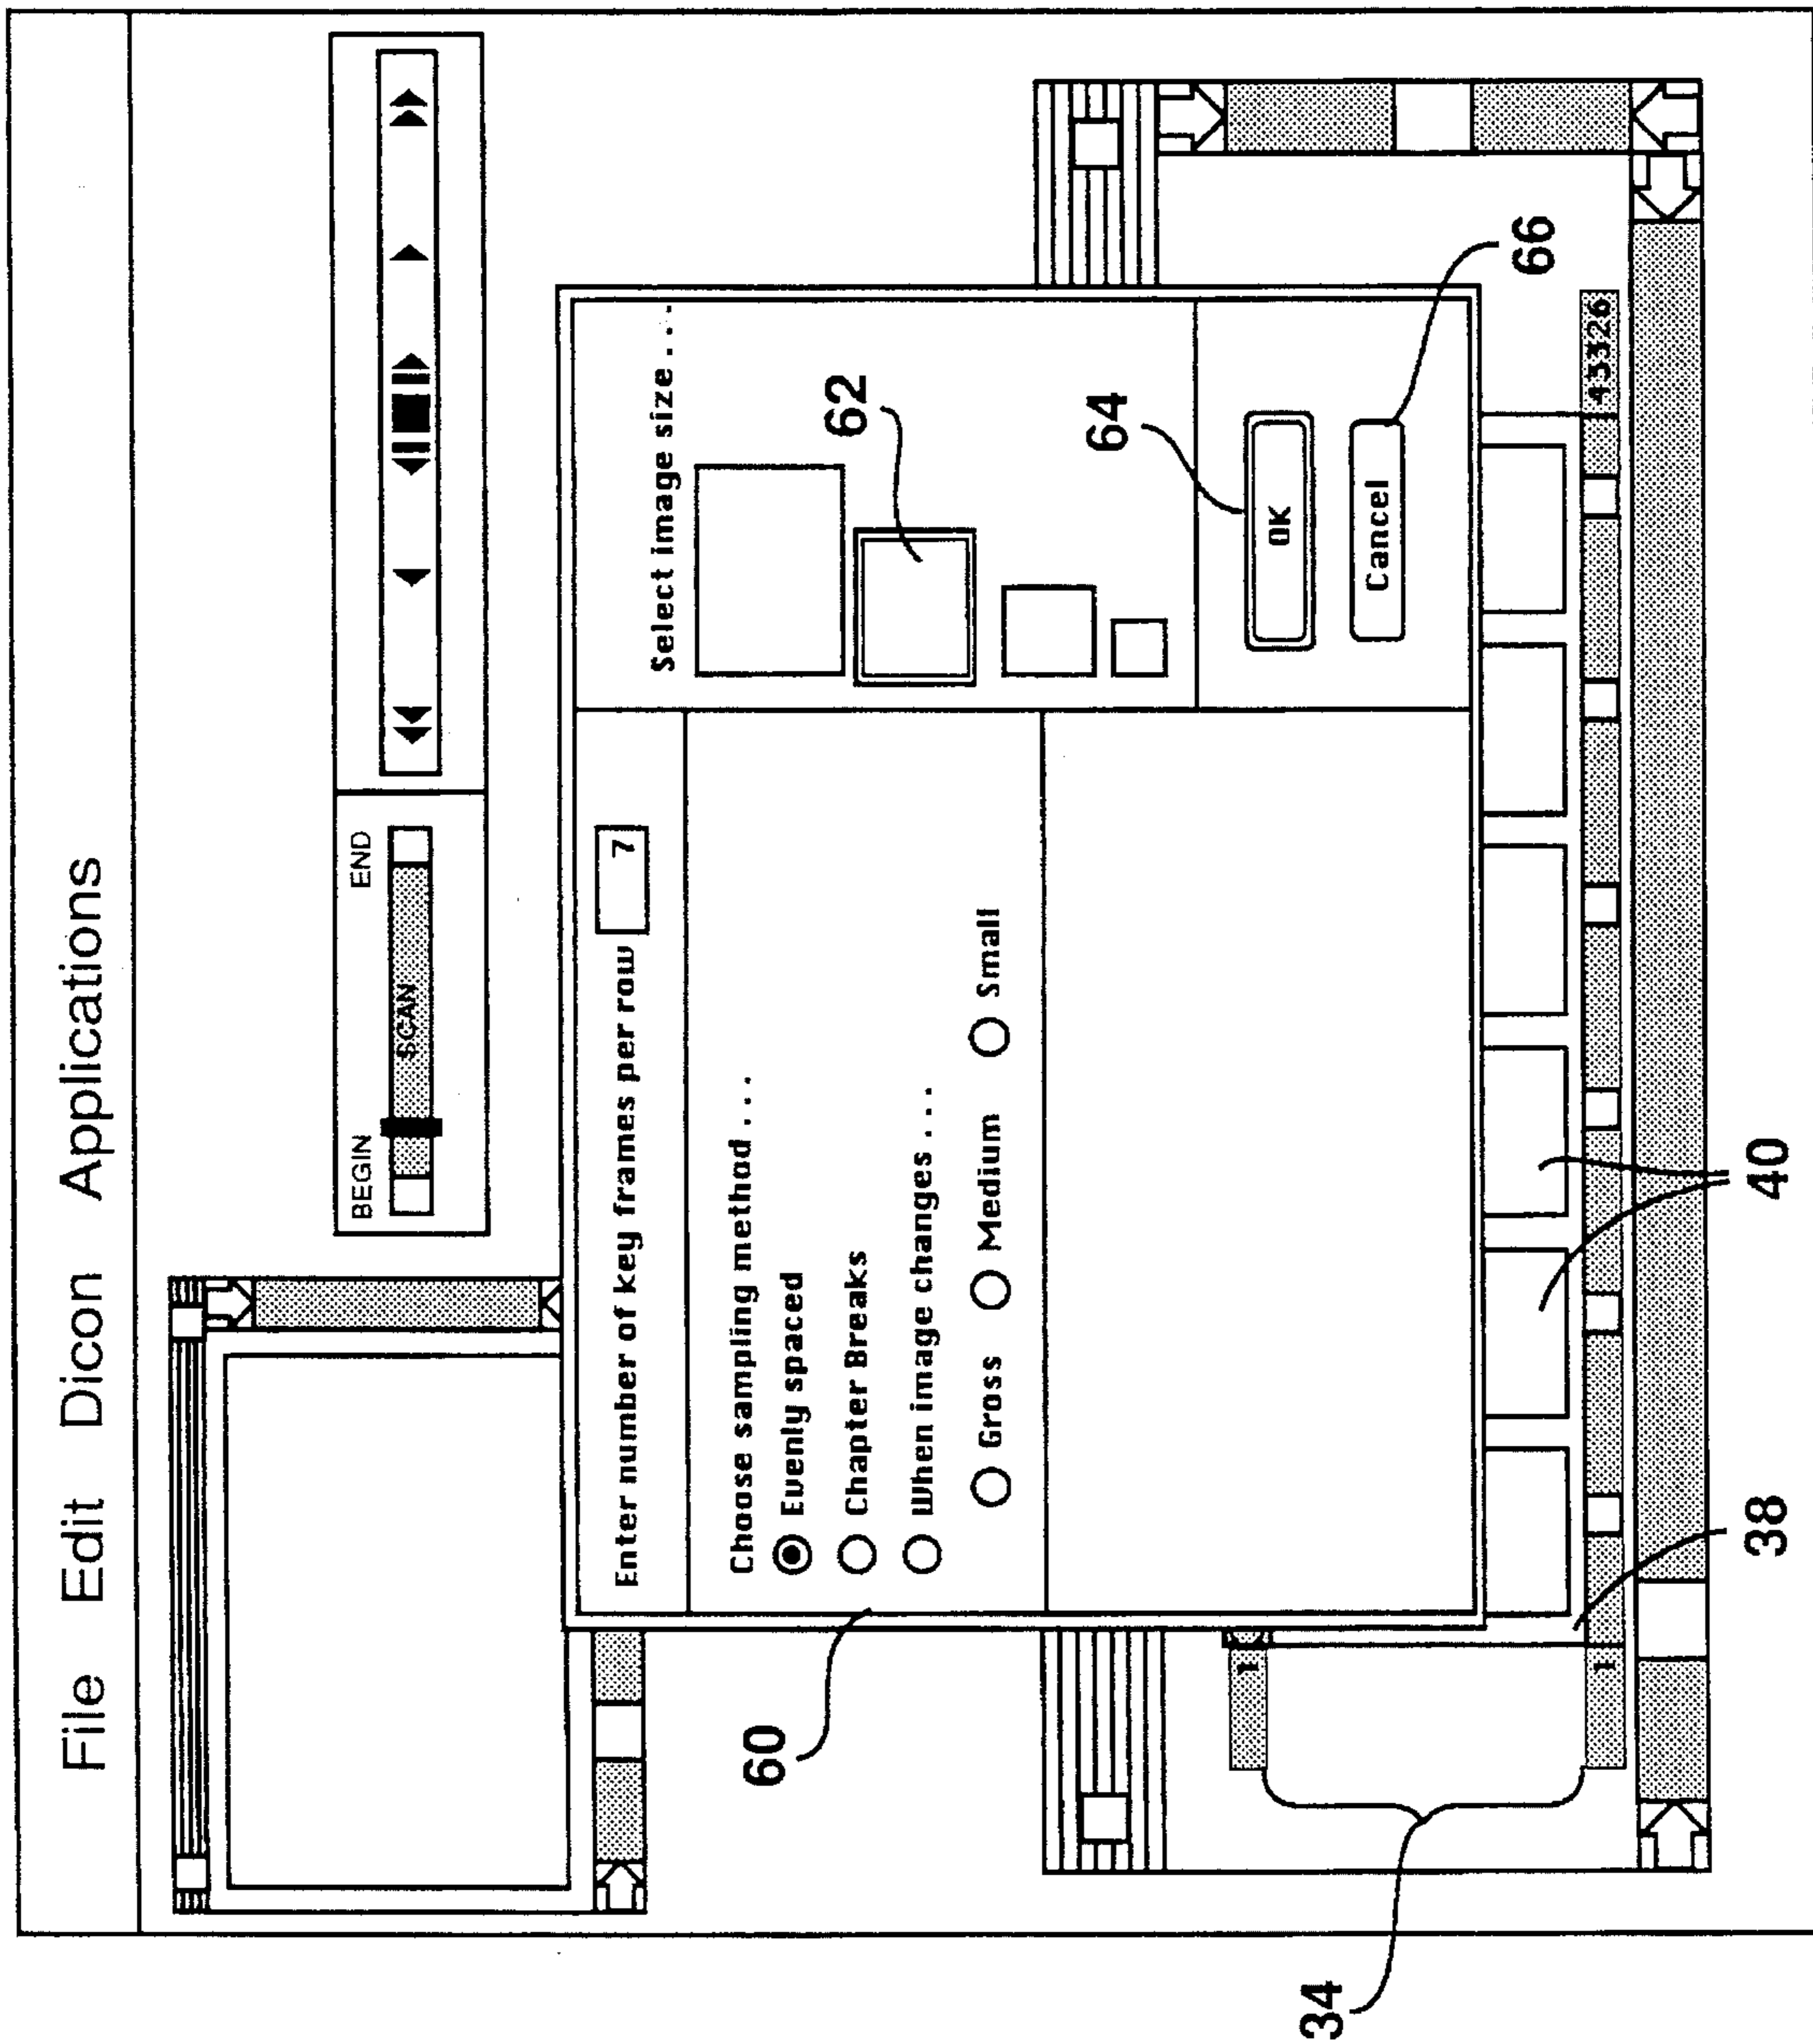 File Edit Dicon Applications
BEGIN END
SCAN
Enter number of key frames per row 7
Choose sampling method...
Evenly spaced
Chapter Breaks
When image changes...
Gross Medium Small
Select image size...
62
64
OK
Cancel
66
60
1
1
43326
34
38
40